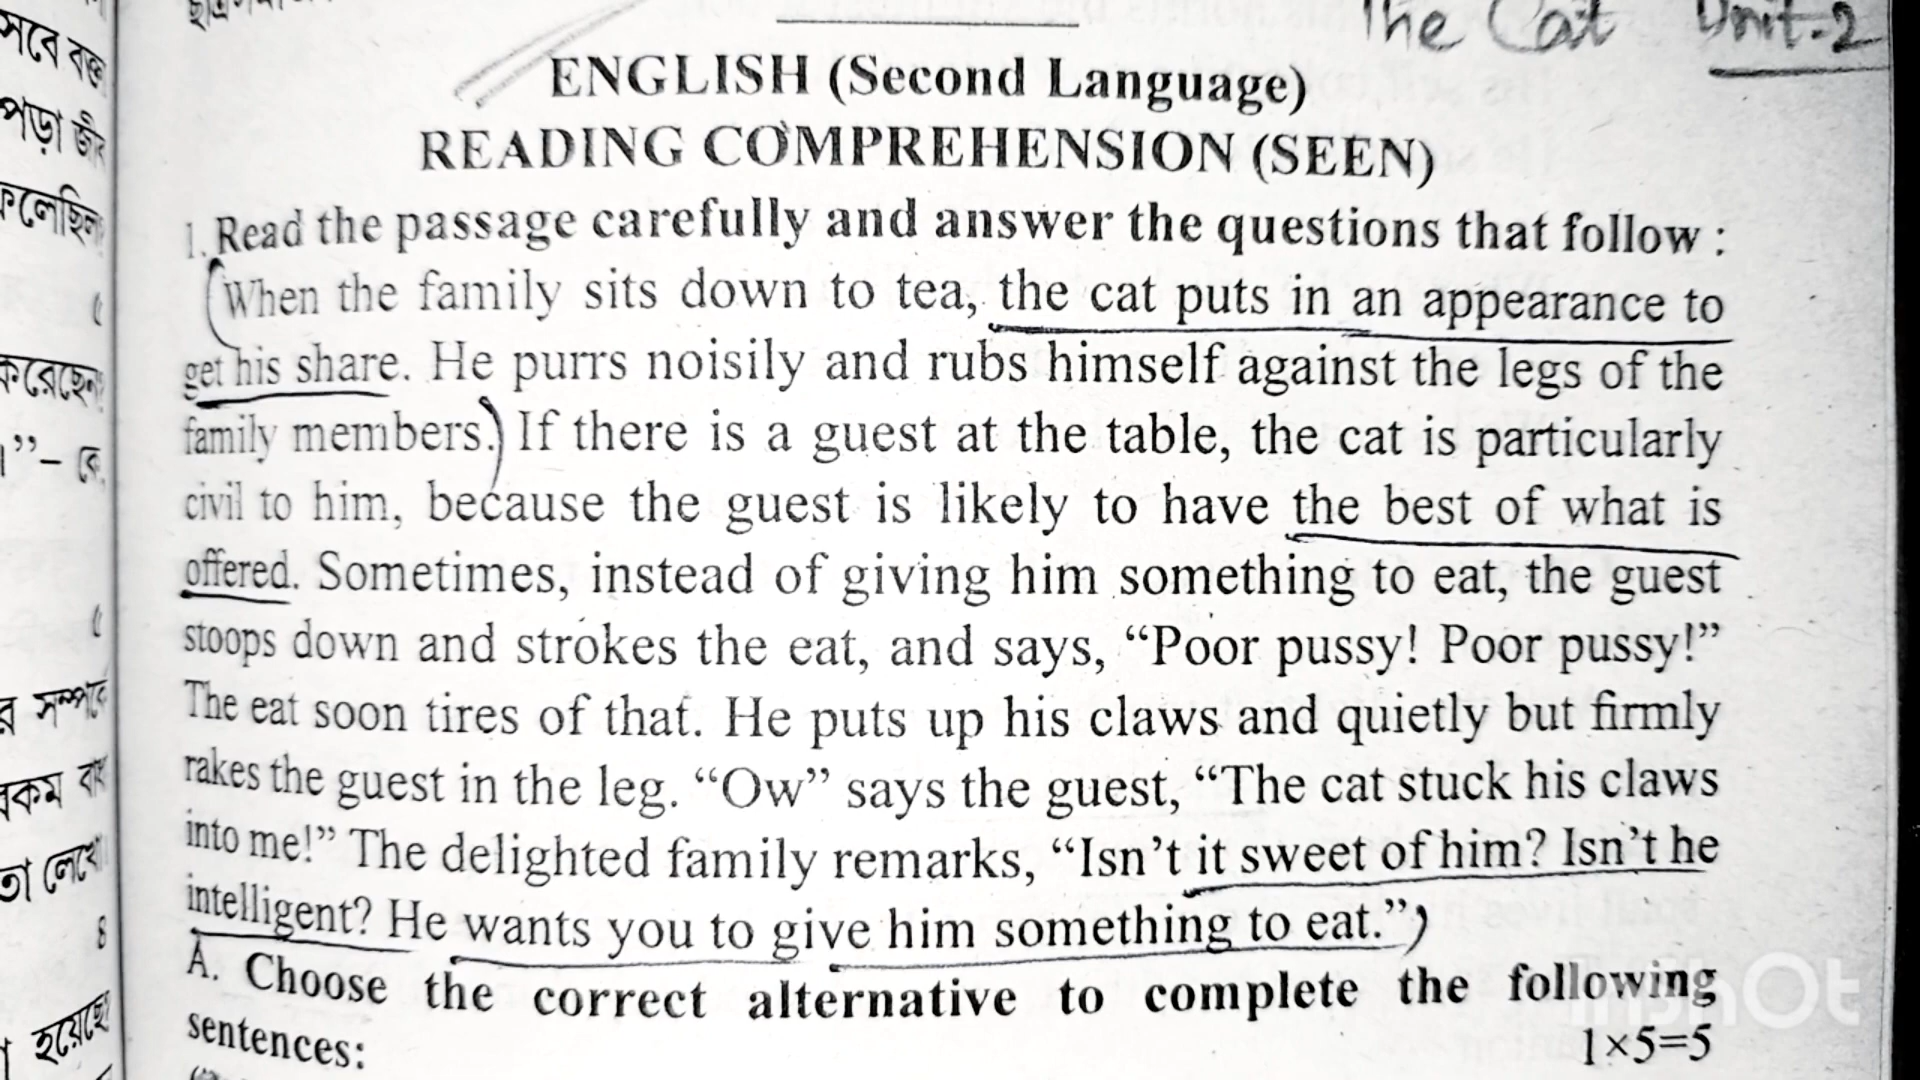 The Cat Unit-2
ENGLISH (Second Language)
READING COMPREHENSION (SEEN)
1. Read the passage carefully and answer the questions that follow :
When the family sits down to tea, the cat puts in an appearance to
get his share. He purrs noisily and rubs himself against the legs of the
family members. If there is a guest at the table, the cat is particularly
civil to him, because the guest is likely to have the best of what is
offered. Sometimes, instead of giving him something to eat, the guest
stoops down and strokes the eat, and says, “Poor pussy! Poor pussy!”
The eat soon tires of that. He puts up his claws and quietly but firmly
rakes the guest in the leg. “Ow” says the guest, “The cat stuck his claws
into me!” The delighted family remarks, “Isn’t it sweet of him? Isn’t he
intelligent? He wants you to give him something to eat.”
A. Choose the correct alternative to complete the following
sentences: 1×5=5
পড়া
করেছেন
র সম্পর্কে
তা লেখো
৪
হয়েছে
InShOt